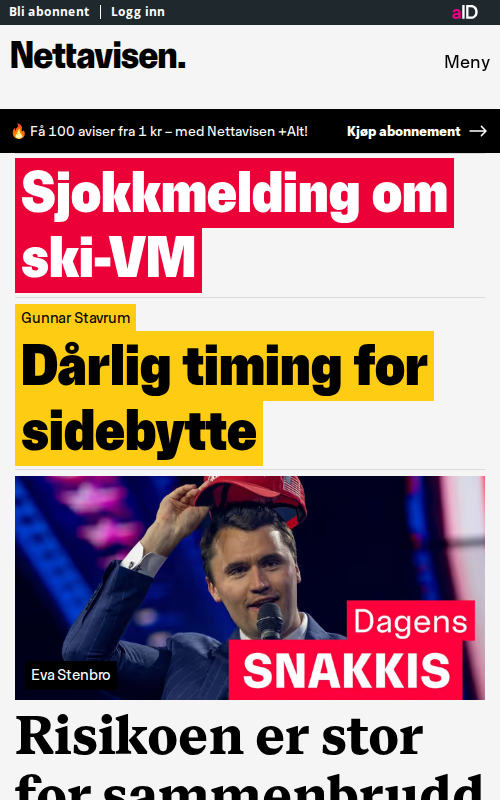 Bli abonnent
Logg inn
aID
Nettavisen.
Meny
🔥 Få 100 aviser fra 1 kr – med Nettavisen +Alt!
Kjøp abonnement →
Sjokkmelding om
ski-VM
Gunnar Stavrum
Dårlig timing for
sidebytte
Dagens
SNAKKIS
Eva Stenbro
Risikoen er stor
for sammenbrudd